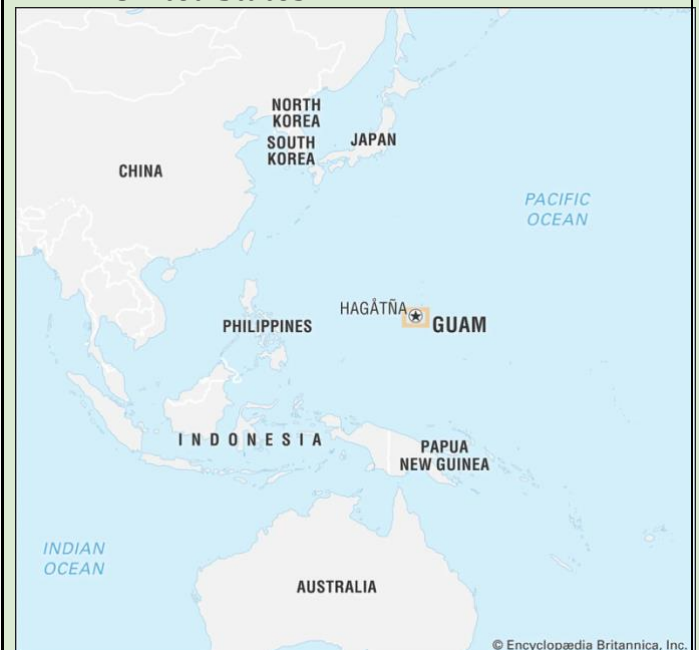 NORTH
KOREA
SOUTH
KOREA
JAPAN
CHINA
PACIFIC
OCEAN
HAGÅTÑA
GUAM
PHILIPPINES
INDONESIA
PAPUA
NEW GUINEA
INDIAN
OCEAN
AUSTRALIA
© Encyclopædia Britannica, Inc.